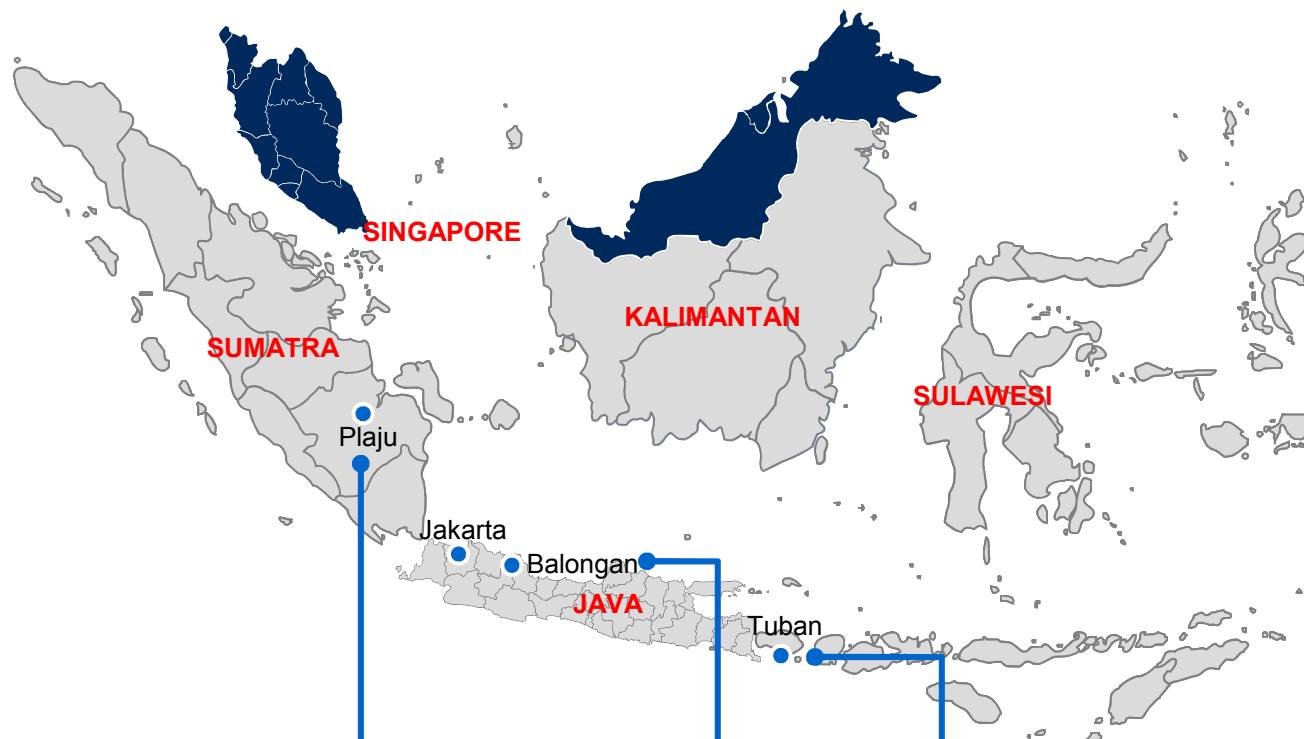 SINGAPORE
KALIMANTAN
SUMATRA
SULAWESI
Plaju
Jakarta
Balongan
JAVA
Tuban